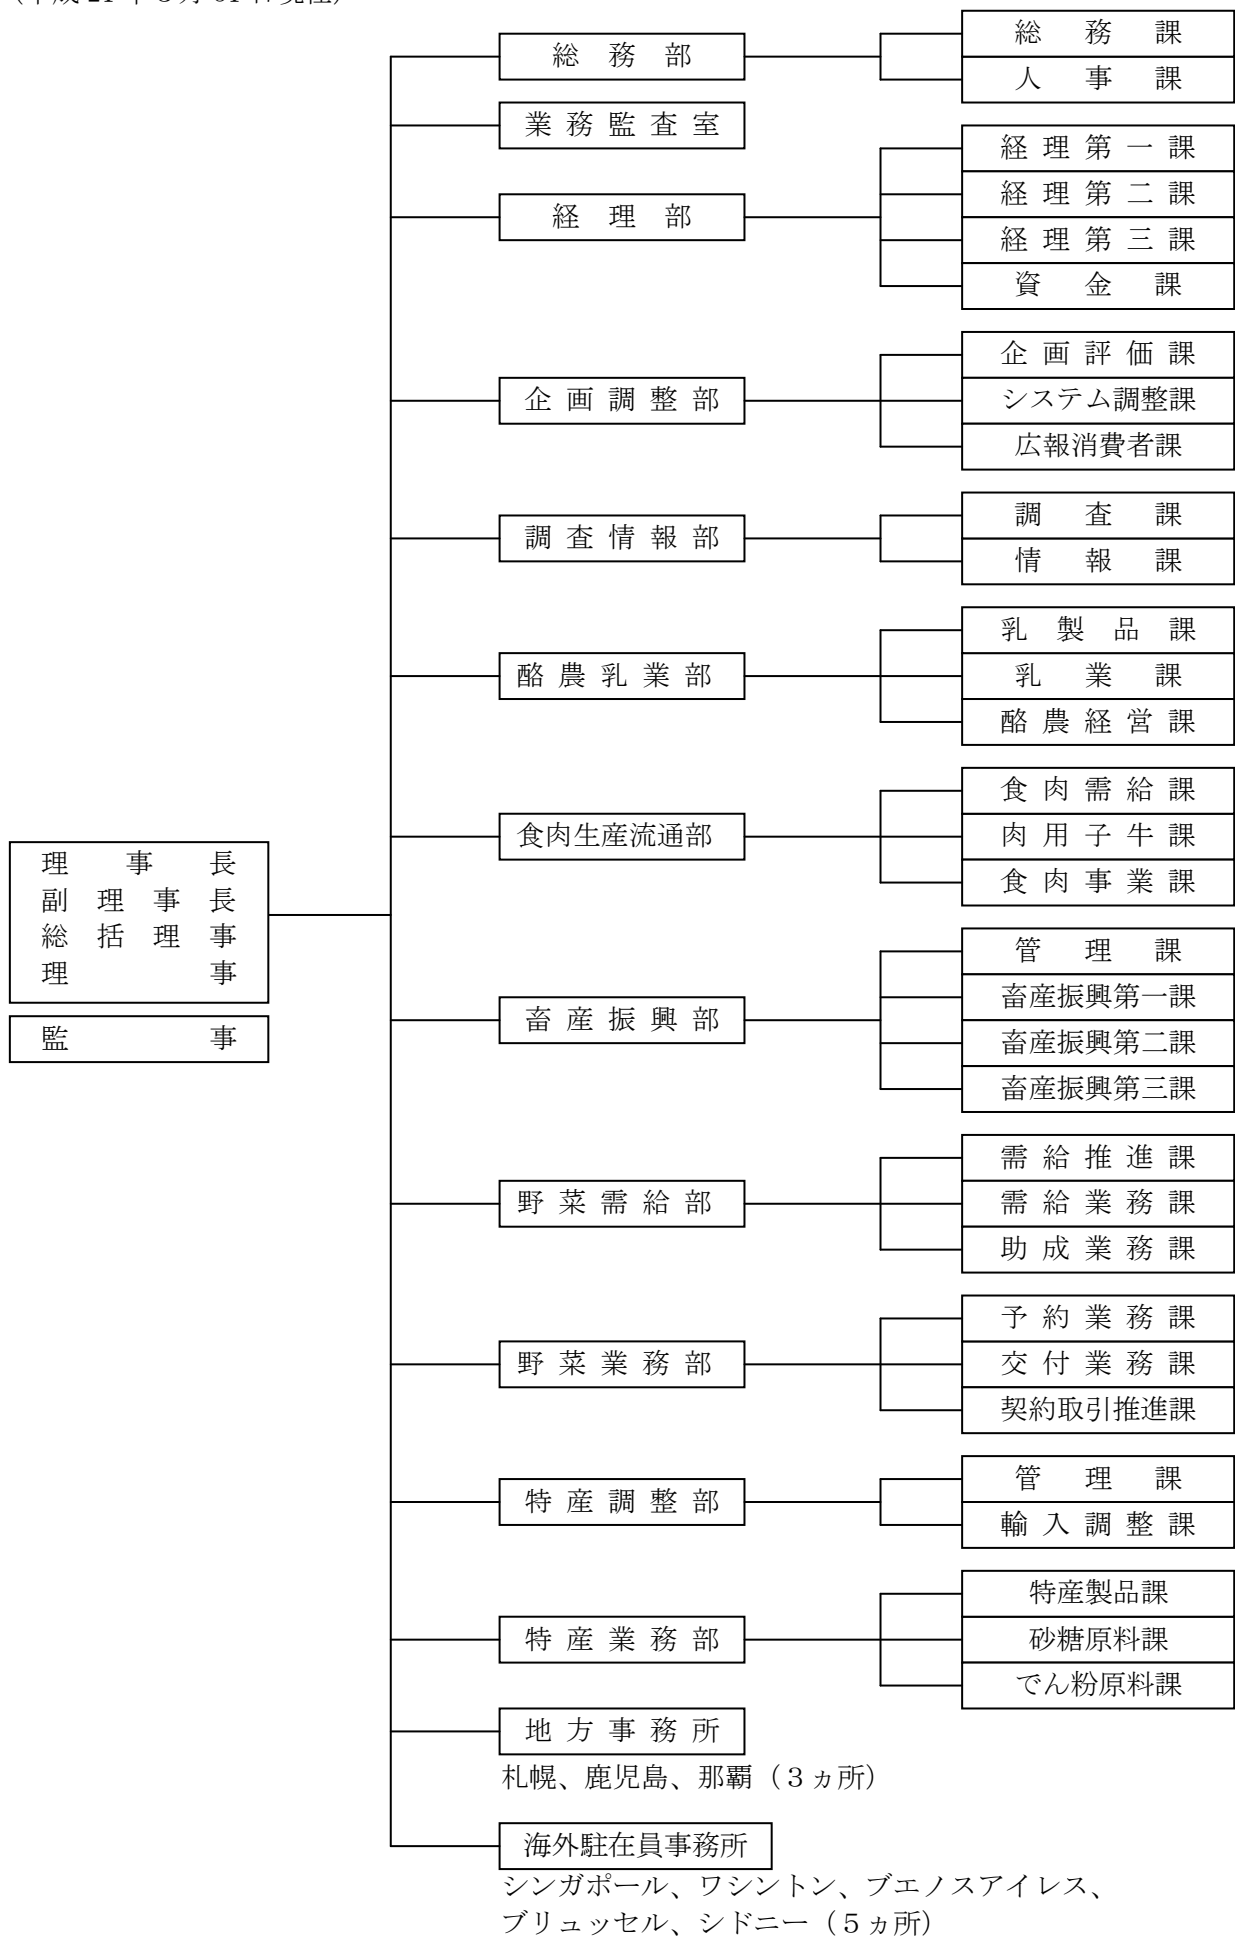 総務部
総務課
人事課
業務監査室
経理部
経理第一課
経理第二課
経理第三課
資金課
企画調整部
企画評価課
システム調整課
広報消費者課
調査情報部
調査課
情報課
酪農乳業部
乳製品課
乳業課
酪農経営課
食肉生産流通部
食肉需給課
肉用子牛課
食肉事業課
理事長
副理事長
総括理事
理事
監事
畜産振興部
管理課
畜産振興第一課
畜産振興第二課
畜産振興第三課
野菜需給部
需給推進課
需給業務課
助成業務課
野菜業務部
予約業務課
交付業務課
契約取引推進課
特産調整部
管理課
輸入調整課
特産業務部
特産製品課
砂糖原料課
でん粉原料課
地方事務所
札幌、鹿児島、那覇（３ヵ所）
海外駐在員事務所
シンガポール、ワシントン、ブエノスアイレス、
ブリュッセル、シドニー（５ヵ所）